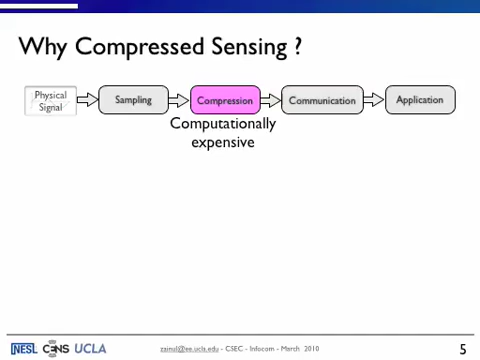 Why Compressed Sensing ?
Physical
Signal
Sampling
Compression
Communication
Application
Computationally
expensive
NESL CENS UCLA
zainul@ee.ucla.edu - CSEC - Infocom - March 2010
5